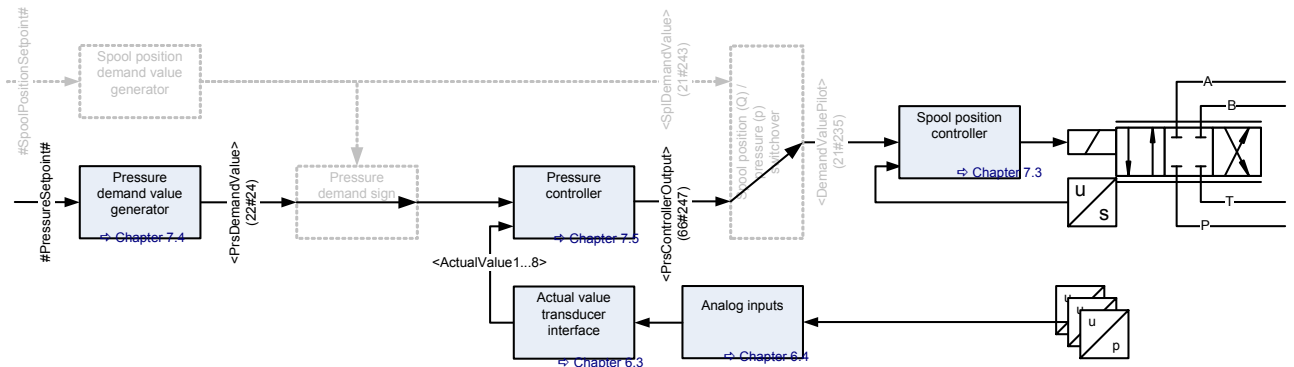 #SpoolPositionSetpoint#
Spool position
demand value
generator
<SplDemandValue>
(21#243)
Spool position (Q) /
pressure (p)
switchover
<DemandValuePilot>
(21#235)
Spool position
controller
⇨ Chapter 7.3
A
B
T
P
u
s
#PressureSetpoint#
Pressure
demand value
generator
⇨ Chapter 7.4
<PrsDemandValue>
(22#24)
Pressure
demand sign
Pressure
controller
⇨ Chapter 7.5
<PrsControllerOutput>
(66#247)
<ActualValue1...8>
Actual value
transducer
interface
⇨ Chapter 6.3
Analog inputs
⇨ Chapter 6.4
u
u
u
p